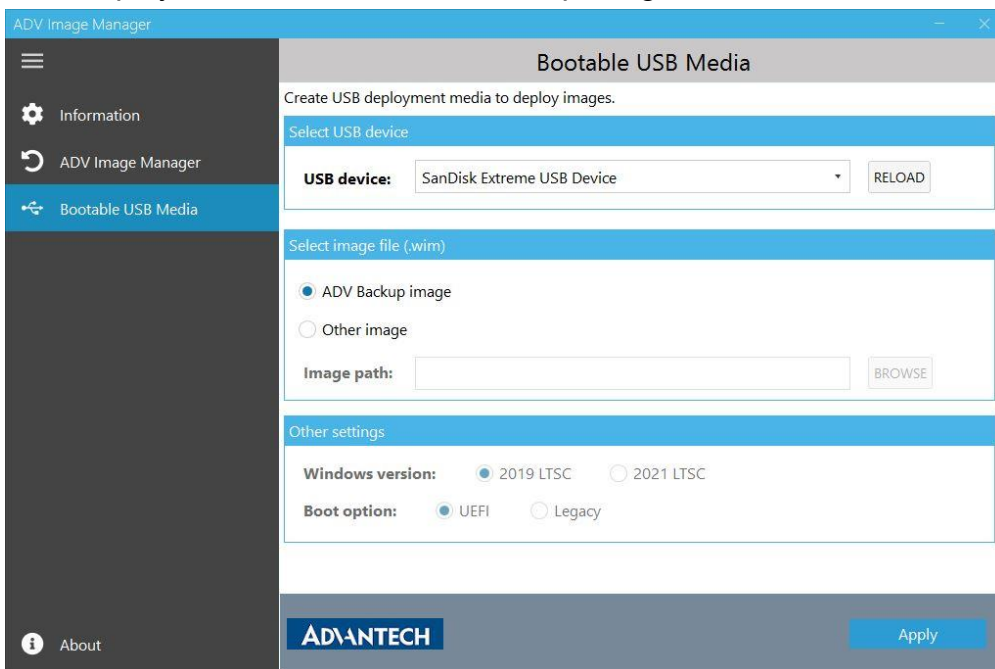 ADV Image Manager
Bootable USB Media
Information
ADV Image Manager
Bootable USB Media
About
Create USB deployment media to deploy images.
Select USB device
USB device: SanDisk Extreme USB Device RELOAD
Select image file (.wim)
ADV Backup image
Other image
Image path: BROWSE
Other settings
Windows version: 2019 LTSC 2021 LTSC
Boot option: UEFI Legacy
ADVANTECH Apply